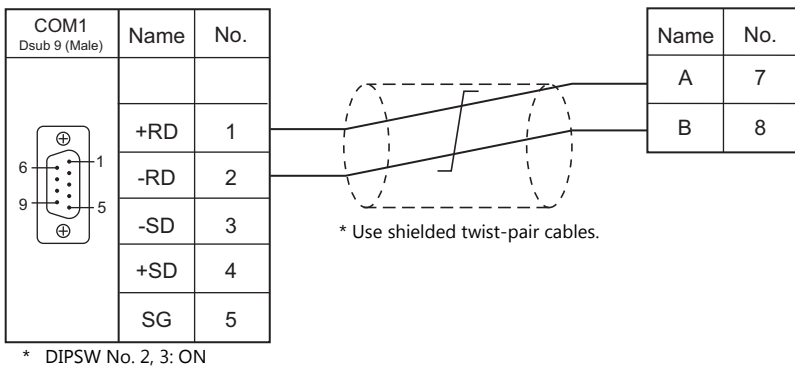 COM1
Dsub 9 (Male)
Name No.
+RD 1
-RD 2
-SD 3
+SD 4
SG 5
6
1
9
5
* DIPSW No. 2, 3: ON
* Use shielded twist-pair cables.
Name No.
A 7
B 8